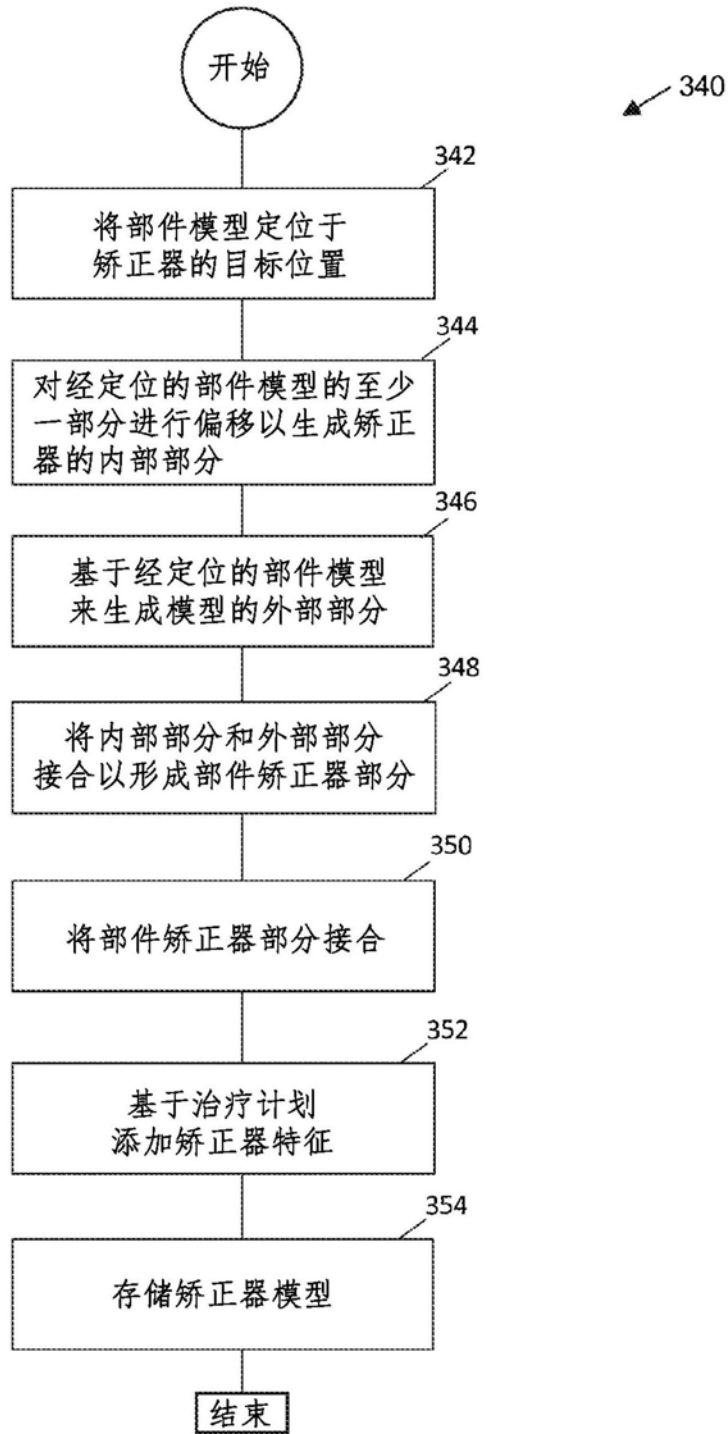 开始
340
342
将部件模型定位于
矫正器的目标位置
344
对经定位的部件模型的至少
一部分进行偏移以生成矫正
器的内部部分
346
基于经定位的部件模型
来生成模型的外部部分
348
将内部部分和外部部分
接合以形成部件矫正器部分
350
将部件矫正器部分接合
352
基于治疗计划
添加矫正器特征
354
存储矫正器模型
结束